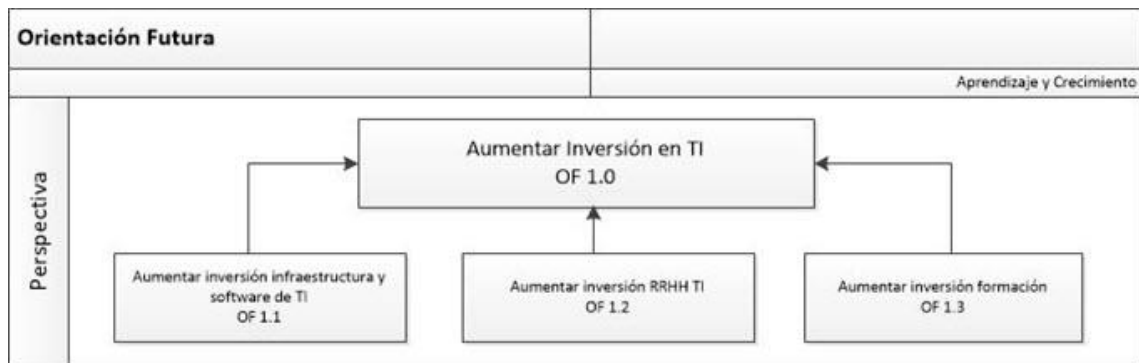 Orientación Futura
Aprendizaje y Crecimiento
Perspectiva
Aumentar Inversión en TI
OF 1.0
Aumentar inversión infraestructura y
software de TI
OF 1.1
Aumentar inversión RRHH TI
OF 1.2
Aumentar inversión formación
OF 1.3